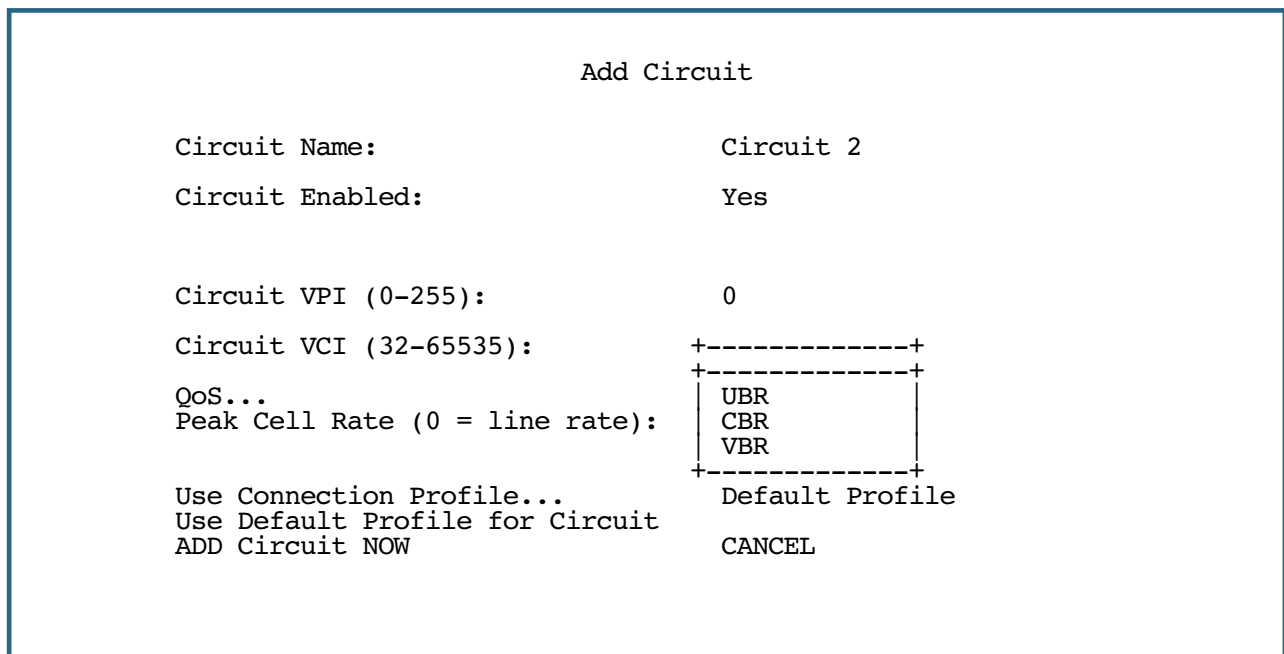 Add Circuit
Circuit Name: Circuit 2
Circuit Enabled: Yes
Circuit VPI (0-255): 0
Circuit VCI (32-65535): +-------------+
+-------------+
QoS... | UBR |
Peak Cell Rate (0 = line rate): | CBR |
| VBR |
+-------------+
Use Connection Profile... Default Profile
Use Default Profile for Circuit
ADD Circuit NOW CANCEL